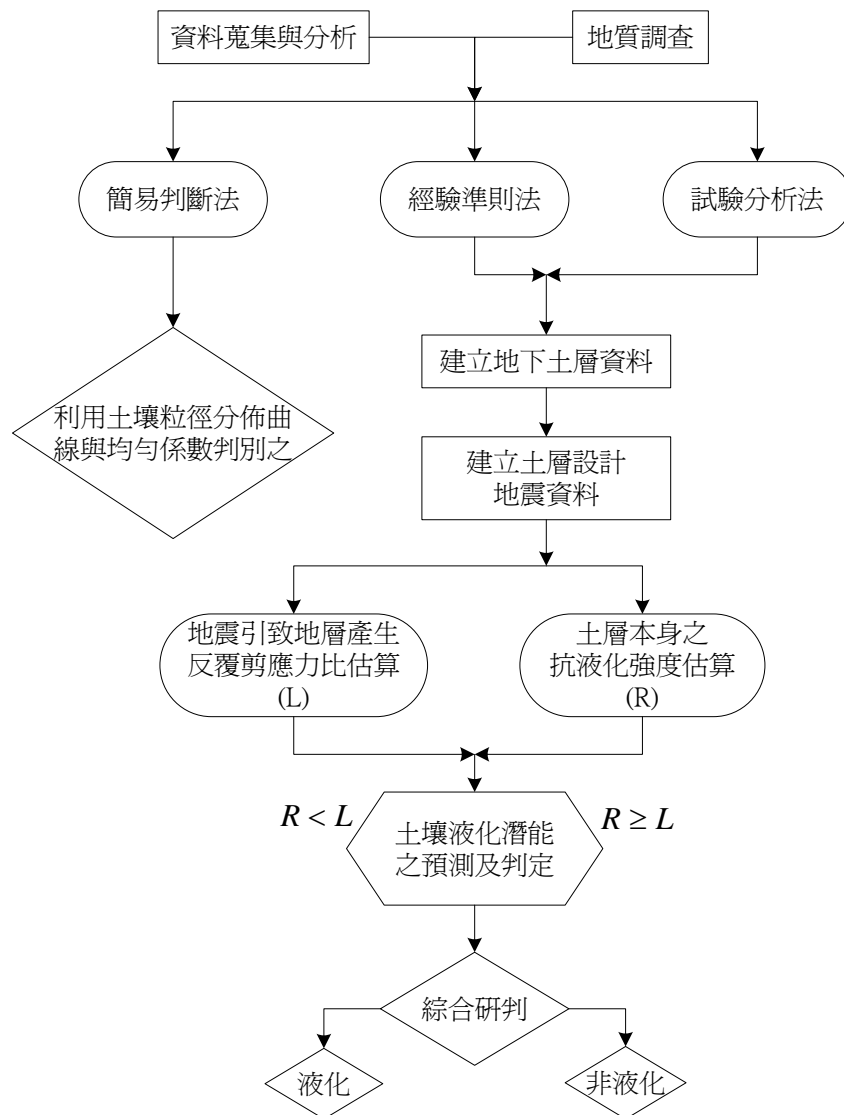 資料蒐集與分析
地質調查
簡易判斷法
經驗準則法
試驗分析法
建立地下土層資料
利用土壤粒徑分佈曲
線與均勻係數判別之
建立土層設計
地震資料
地震引致地層產生
反覆剪應力比估算
(L)
土層本身之
抗液化強度估算
(R)
R < L
R ≥ L
土壤液化潛能
之預測及判定
綜合研判
液化
非液化